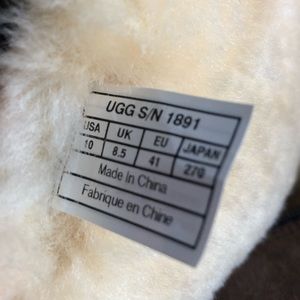 UGG S/N 1891
USA UK EU JAPAN
10 8.5 41 270
Made in China
Fabrique en Chine